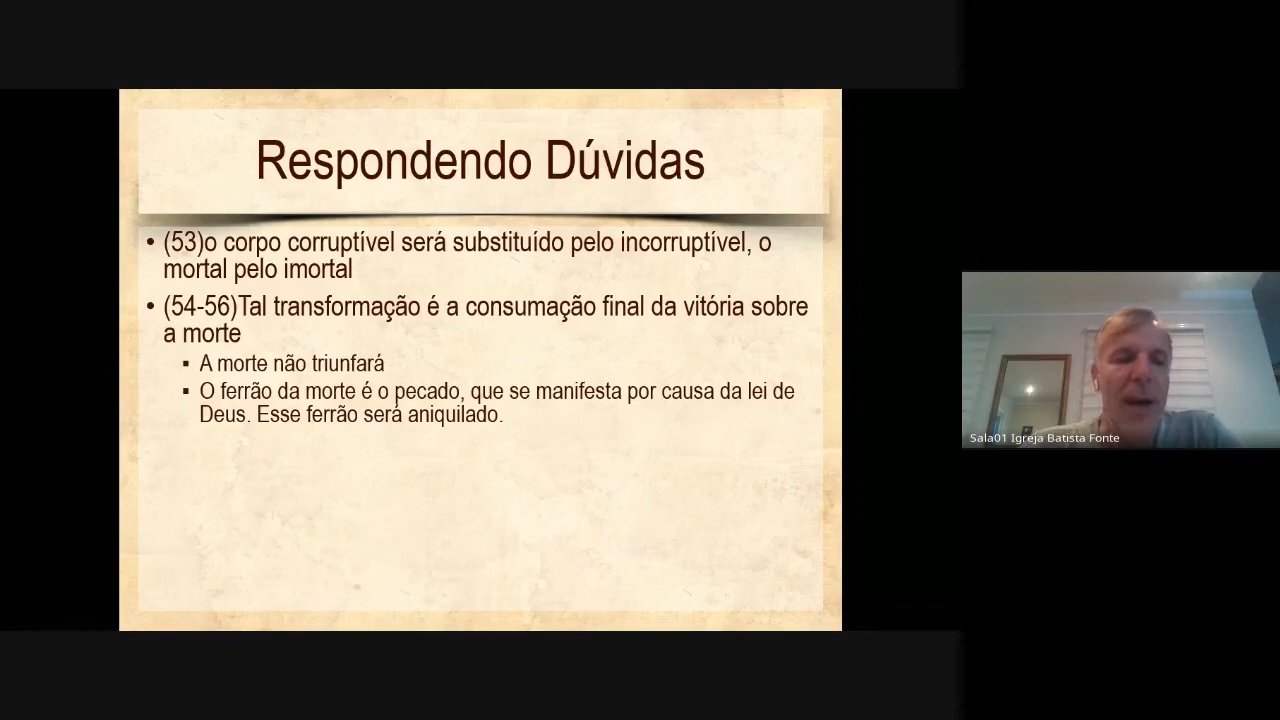 Respondendo Dúvidas
• (53)o corpo corruptível será substituído pelo incorruptível, o
mortal pelo imortal
• (54-56)Tal transformação é a consumação final da vitória sobre
a morte
▪ A morte não triunfará
▪ O ferrão da morte é o pecado, que se manifesta por causa da lei de
Deus. Esse ferrão será aniquilado.
Sala01 Igreja Batista Fonte